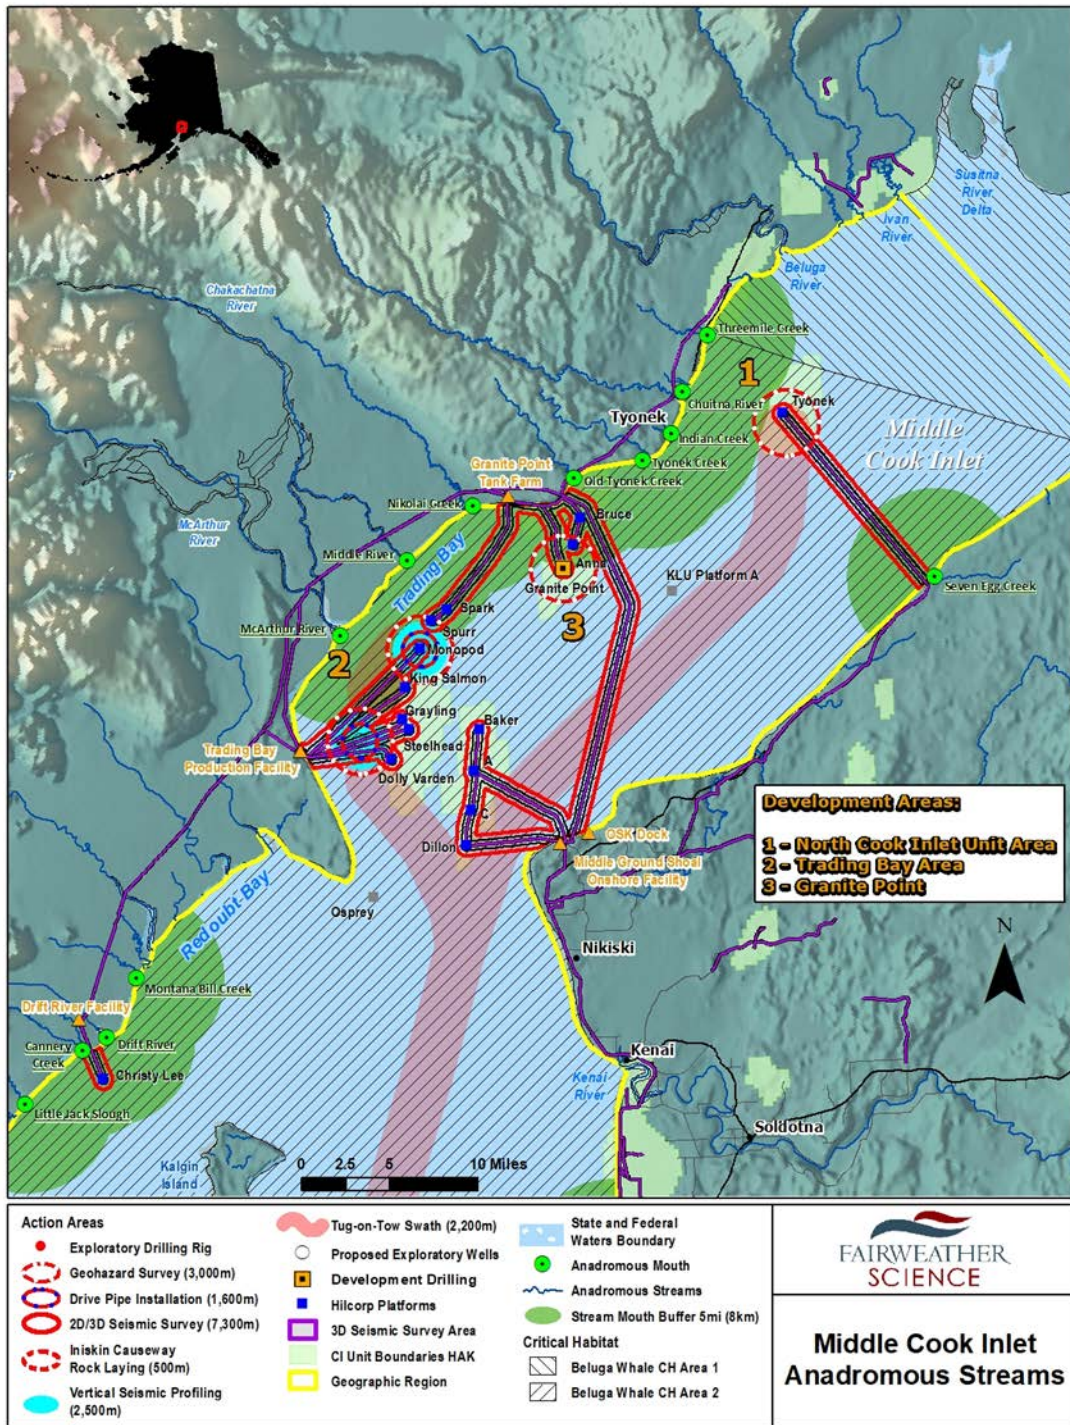 Susitna
River
Delta
Ivan
River
Beluga
River
Chakachatna
River
Threemile Creek
1
Chuitna River
Tyonek
Tyonek
Indian Creek
Middle
Cook Inlet
Tyonek Creek
Granite Point
Tank Farm
Old Tyonek Creek
Nikolai Creek
Bruce
McArthur
River
Middle River
Trading Bay
Anna
Granite Point
KLU Platform A
Seven Egg Creek
Spark
3
McArthur River
Spurr
Monopod
2
King Salmon
Grayling
Baker
Steelhead
Trading Bay
Production Facility
A
Dolly Varden
C
Development Areas:
1 - North Cook Inlet Unit Area
2 - Trading Bay Area
3 - Granite Point
OSK Dock
Dillon
Middle Ground Shoal
Onshore Facility
Redoubt Bay
Osprey
N
Nikiski
Montana Bill Creek
Drift River Facility
Drift River
Cannery
Creek
Kenai
Christy Lee
Kenai
River
Little Jack Slough
Soldotna
Kalgin
Island
0 2.5 5 10 Miles
Action Areas
Exploratory Drilling Rig
Geohazard Survey (3,000m)
Drive Pipe Installation (1,600m)
2D/3D Seismic Survey (7,300m)
Iniskin Causeway
Rock Laying (500m)
Vertical Seismic Profiling
(2,500m)
Tug-on-Tow Swath (2,200m)
Proposed Exploratory Wells
Development Drilling
Hilcorp Platforms
3D Seismic Survey Area
CI Unit Boundaries HAK
Geographic Region
State and Federal
Waters Boundary
Anadromous Mouth
Anadromous Streams
Stream Mouth Buffer 5mi (8km)
Critical Habitat
Beluga Whale CH Area 1
Beluga Whale CH Area 2
FAIRWEATHER
SCIENCE
Middle Cook Inlet
Anadromous Streams